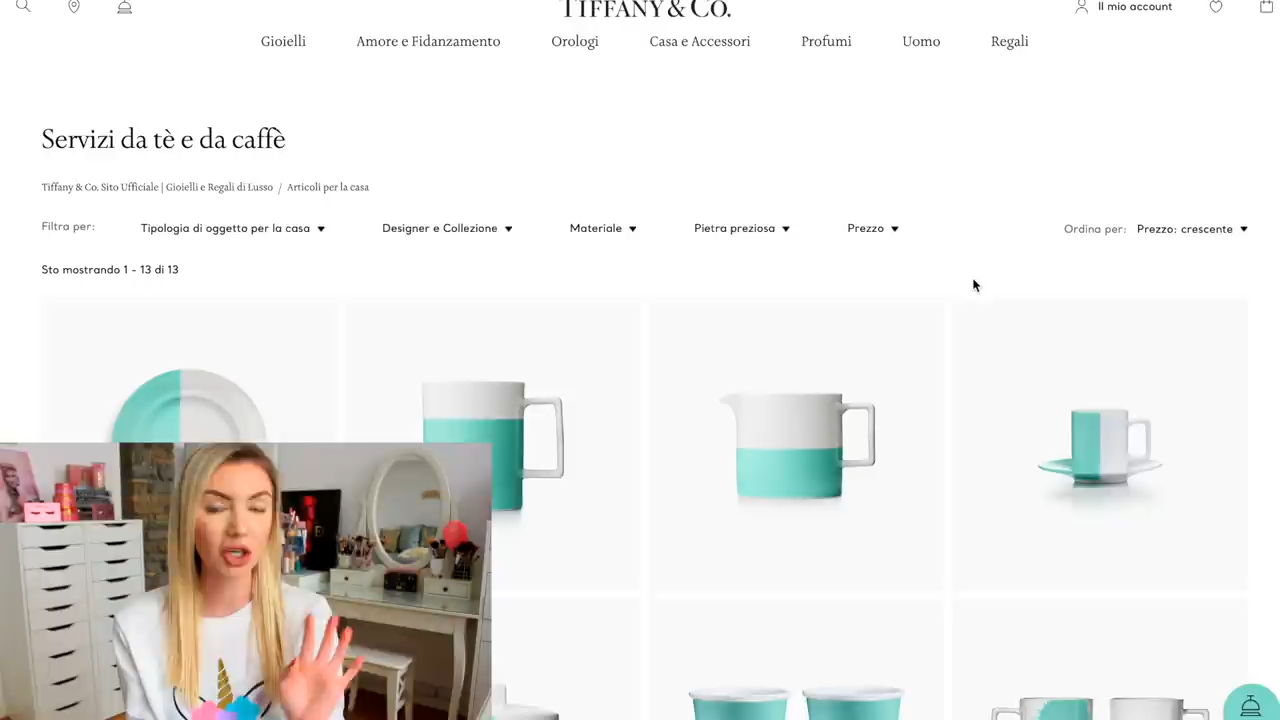 TIFFANY & CO.
Il mio account
Gioielli Amore e Fidanzamento Orologi Casa e Accessori Profumi Uomo Regali
Servizi da tè e da caffè
Tiffany & Co. Sito Ufficiale | Gioielli e Regali di Lusso / Articoli per la casa
Filtra per: Tipologia di oggetto per la casa ▼ Designer e Collezione ▼ Materiale ▼ Pietra preziosa ▼ Prezzo ▼ Ordina per: Prezzo: crescente ▼
Sto mostrando 1 - 13 di 13